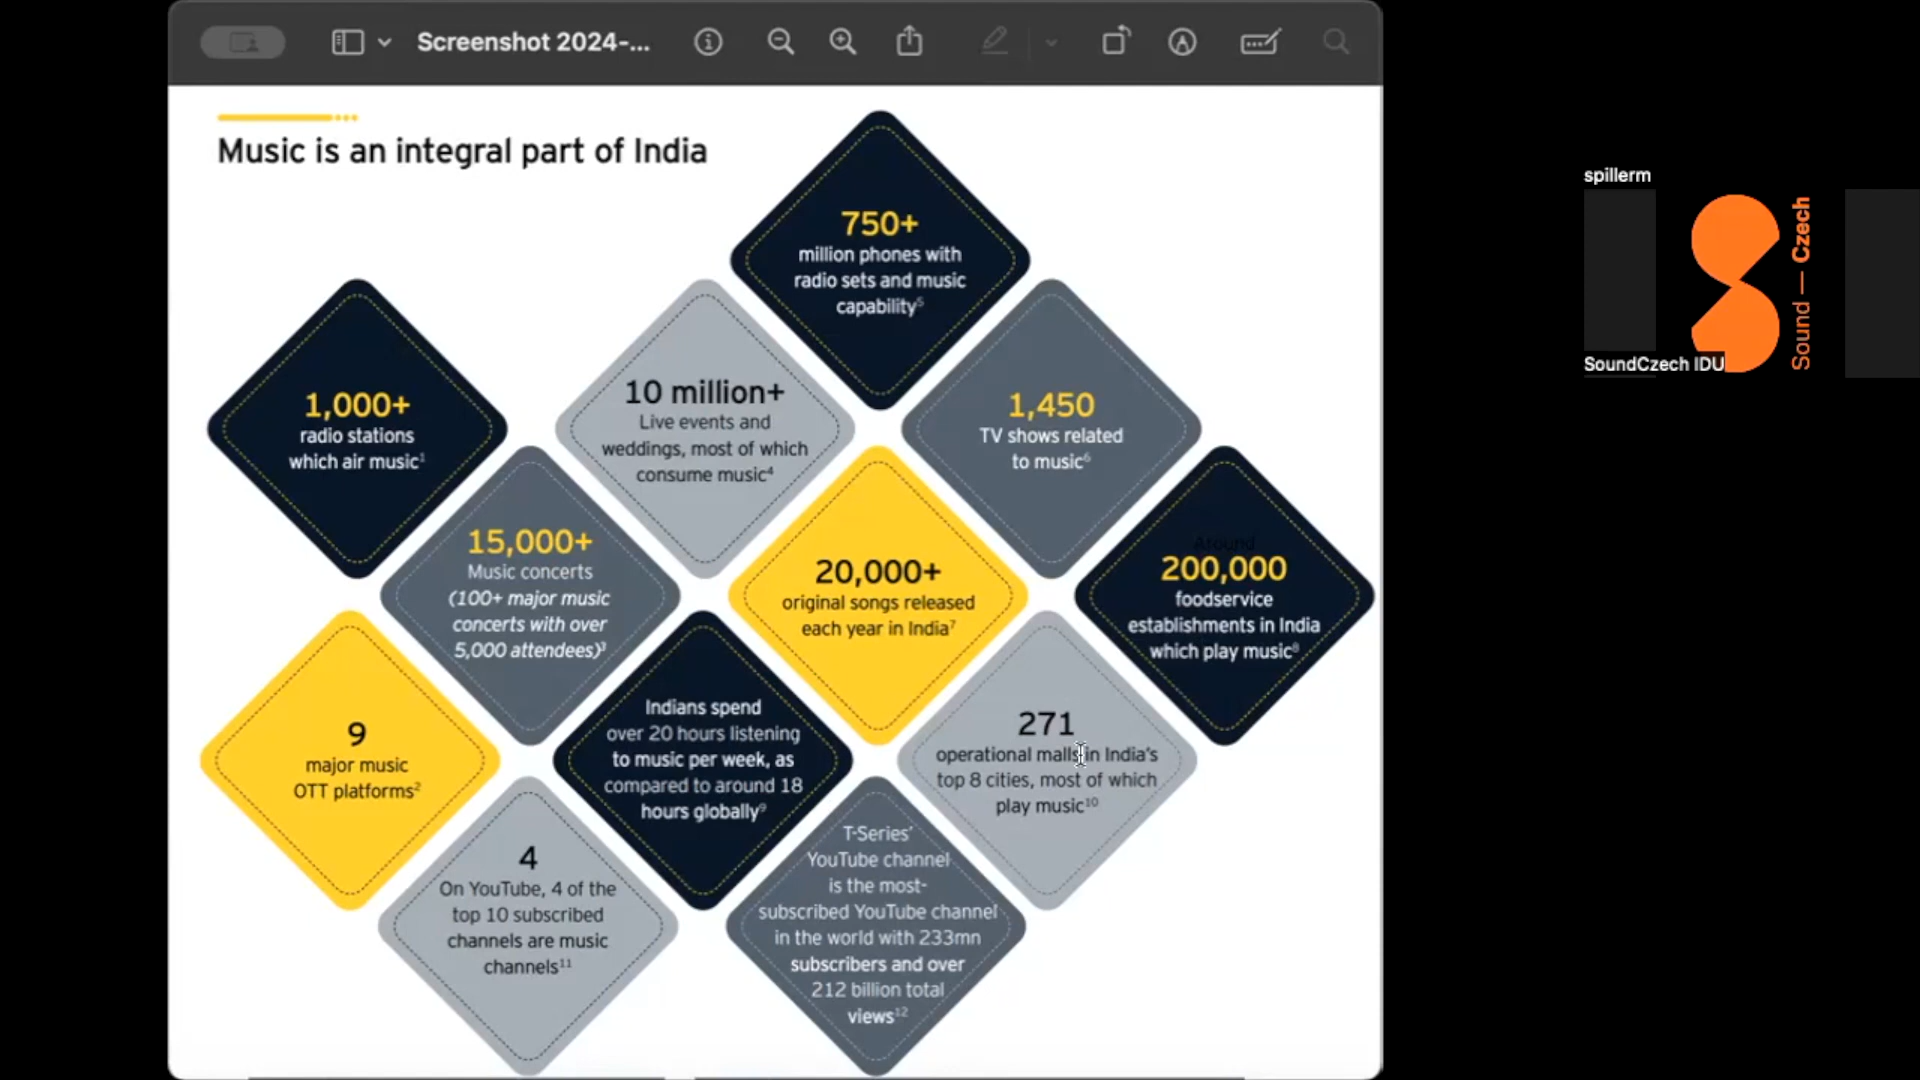 Screenshot 2024-...
Music is an integral part of India
750+
million phones with
radio sets and music
capability⁵
1,000+
radio stations
which air music¹
10 million+
Live events and
weddings, most of which
consume music⁴
1,450
TV shows related
to music⁶
15,000+
Music concerts
(100+ major music
concerts with over
5,000 attendees)³
20,000+
original songs released
each year in India⁷
Around
200,000
foodservice
establishments in India
which play music⁸
9
major music
OTT platforms²
Indians spend
over 20 hours listening
to music per week, as
compared to around 18
hours globally⁹
271
operational malls in India's
top 8 cities, most of which
play music¹⁰
4
On YouTube, 4 of the
top 10 subscribed
channels are music
channels¹¹
T-Series'
YouTube channel
is the most-
subscribed YouTube channel
in the world with 233mn
subscribers and over
212 billion total
views¹²
spillerm
Sound — Czech
SoundCzech IDU